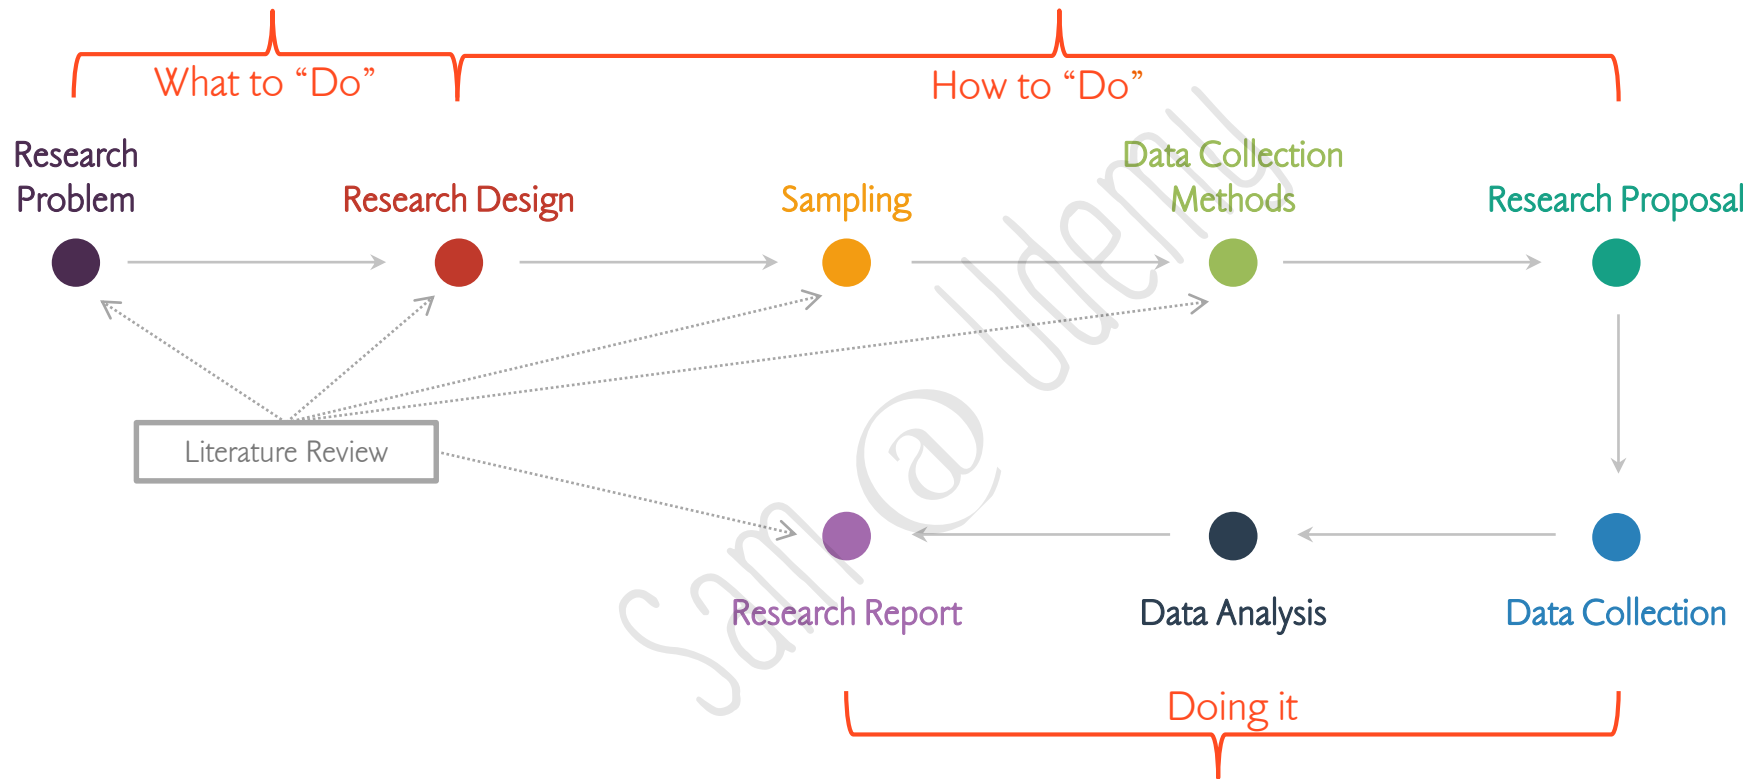 What to “Do”
How to “Do”
Research
Problem
Research Design
Sampling
Data Collection
Methods
Research Proposal
Literature Review
Research Report
Data Analysis
Data Collection
Doing it
Sam @ Udemy